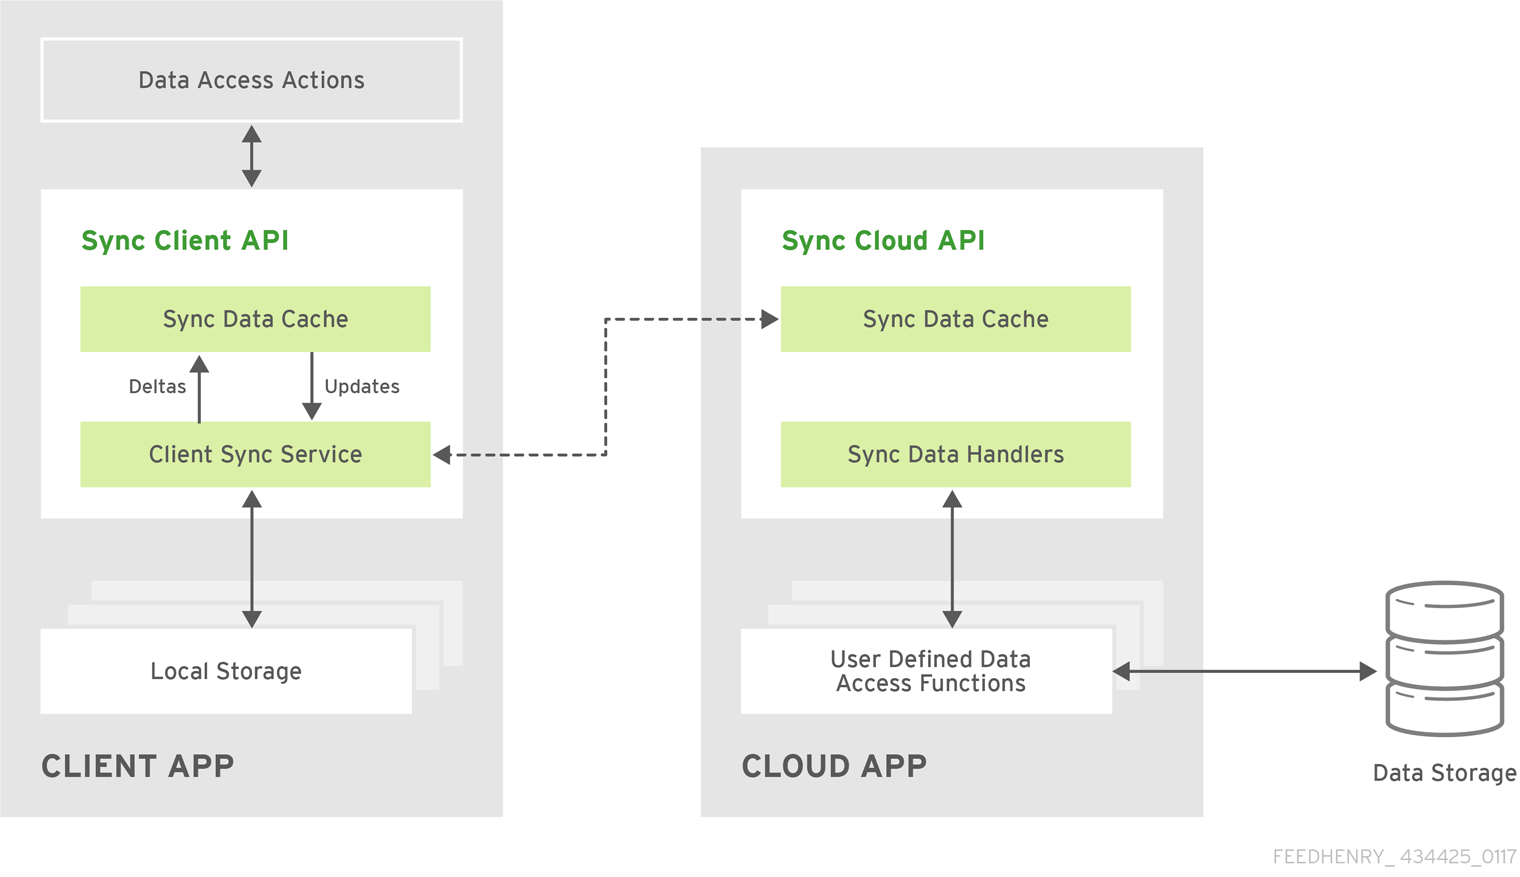 Data Access Actions
Sync Client API
Sync Data Cache
Deltas
Updates
Client Sync Service
Local Storage
CLIENT APP
Sync Cloud API
Sync Data Cache
Sync Data Handlers
User Defined Data
Access Functions
CLOUD APP
Data Storage
FEEDHENRY_ 434425_0117